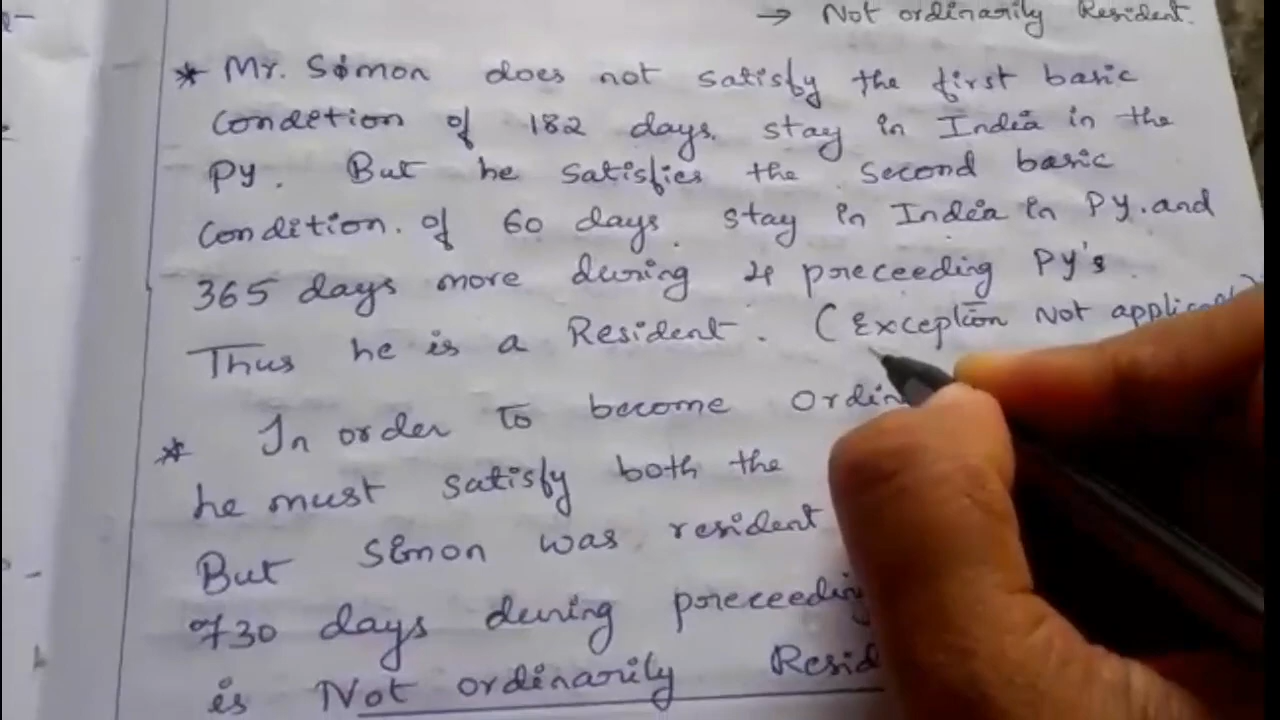 → Not ordinarily Resident.
* Mr. Simon does not satisfy the first basic
condition of 182 days. stay in India in the
PY. But he satisfies the second basic
condition. of 60 days stay in India in PY. and
365 days more during 4 preceeding PY's.
Thus he is a Resident. (Exception Not
* In order to become
he must satisfy both the
But Simon was resident
730 days during preceeding
is Not ordinarily